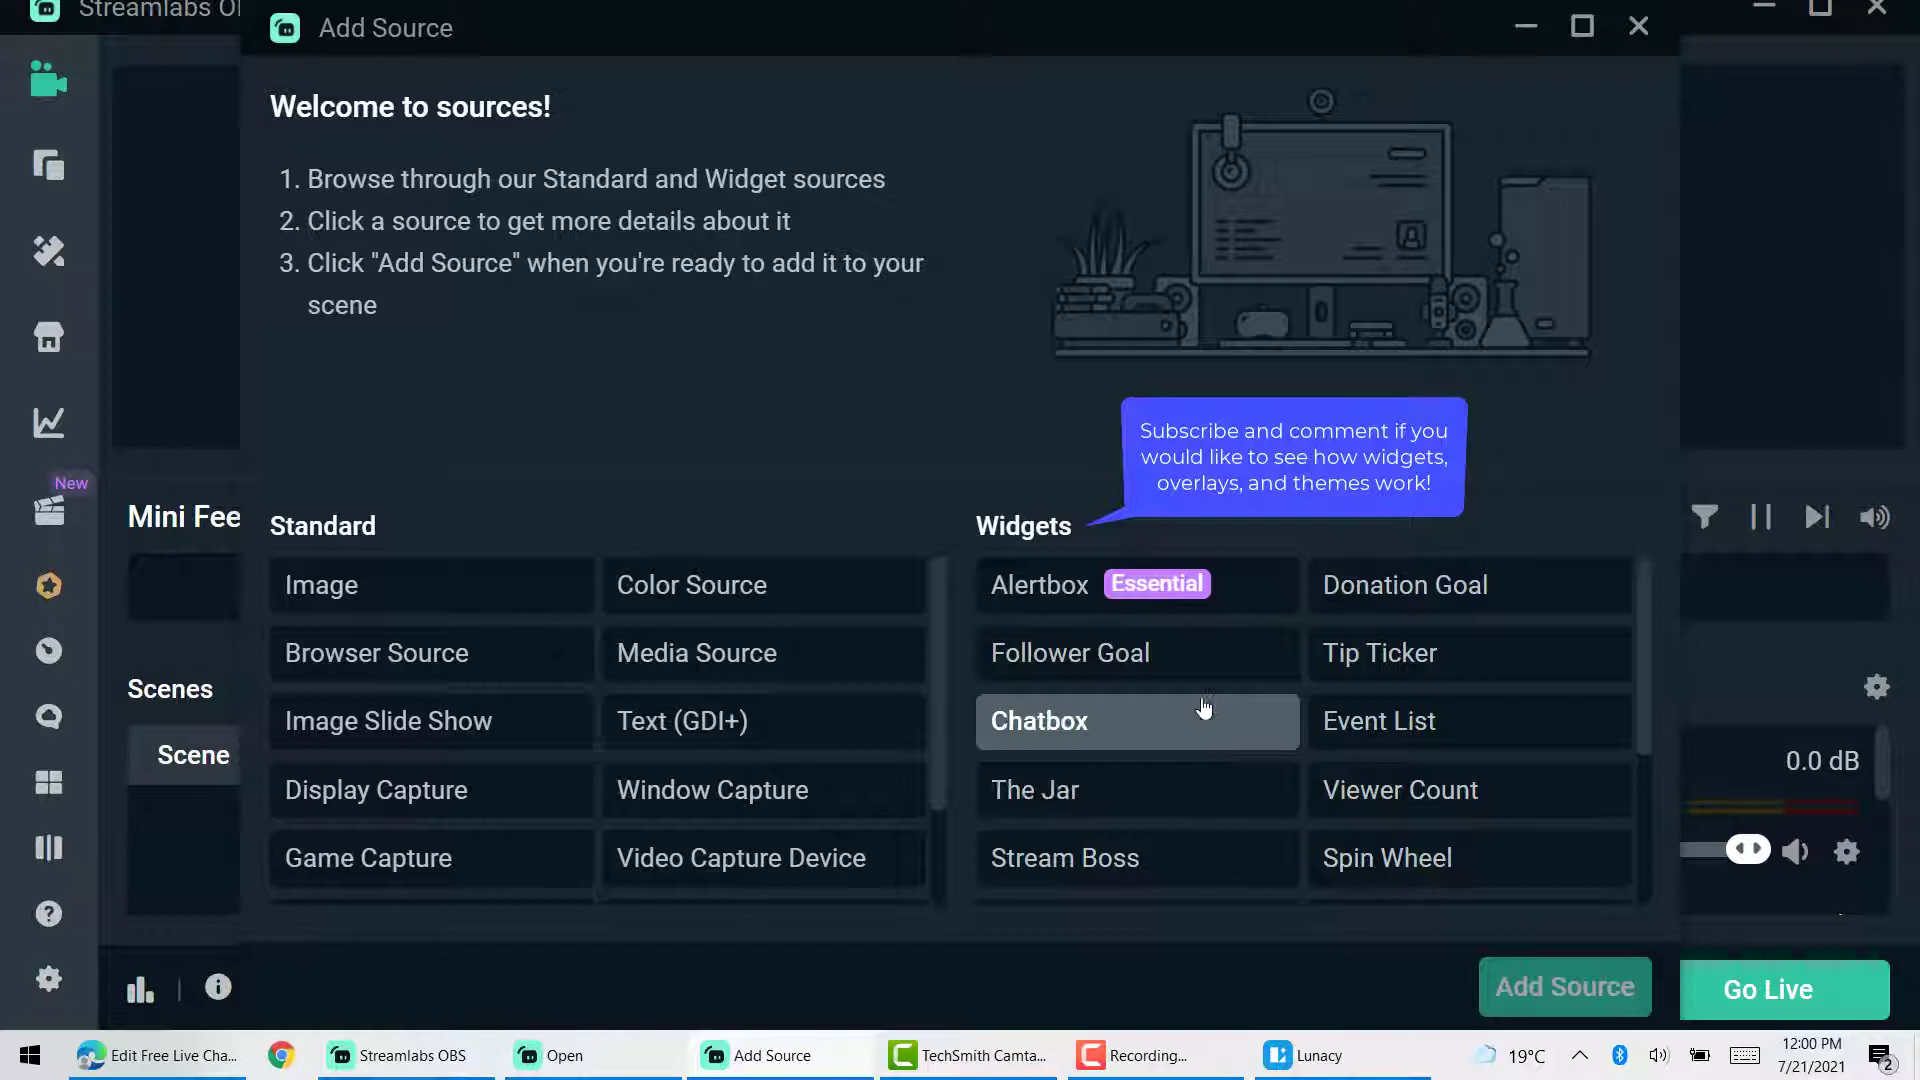 Streamlabs O
Add Source
Welcome to sources!
1. Browse through our Standard and Widget sources
2. Click a source to get more details about it
3. Click "Add Source" when you're ready to add it to your
scene
Subscribe and comment if you
would like to see how widgets,
overlays, and themes work!
New
Mini Fee
Standard
Widgets
Image
Color Source
Alertbox Essential
Donation Goal
Browser Source
Media Source
Follower Goal
Tip Ticker
Scenes
Image Slide Show
Text (GDI+)
Chatbox
Event List
Scene
0.0 dB
Display Capture
Window Capture
The Jar
Viewer Count
Game Capture
Video Capture Device
Stream Boss
Spin Wheel
Add Source
Go Live
Edit Free Live Cha...
Streamlabs OBS
Open
Add Source
TechSmith Camta...
Recording...
Lunacy
19°C
12:00 PM
7/21/2021
2